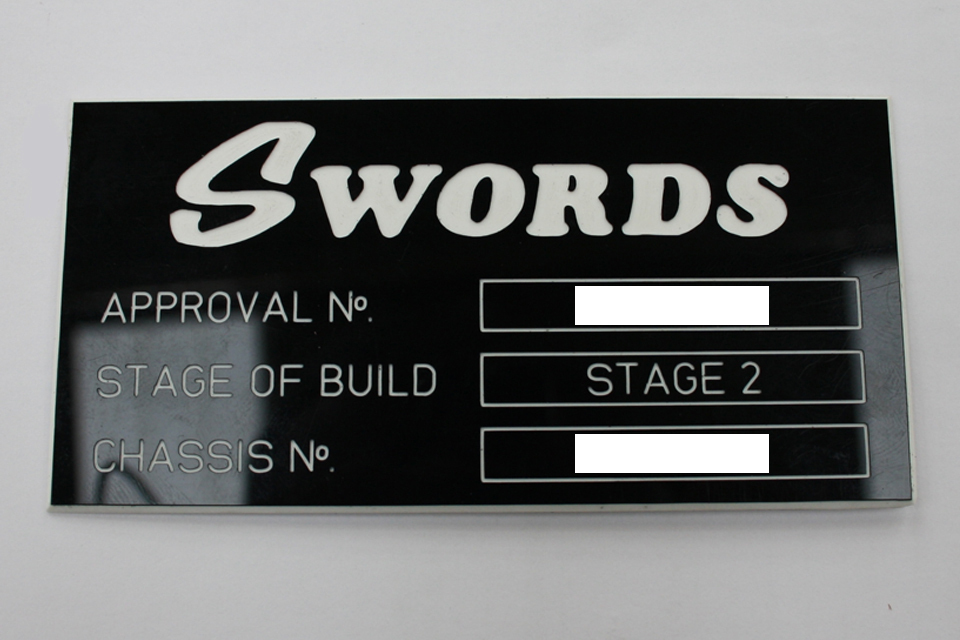 SWORDS
APPROVAL Nº.
STAGE OF BUILD STAGE 2
CHASSIS Nº.